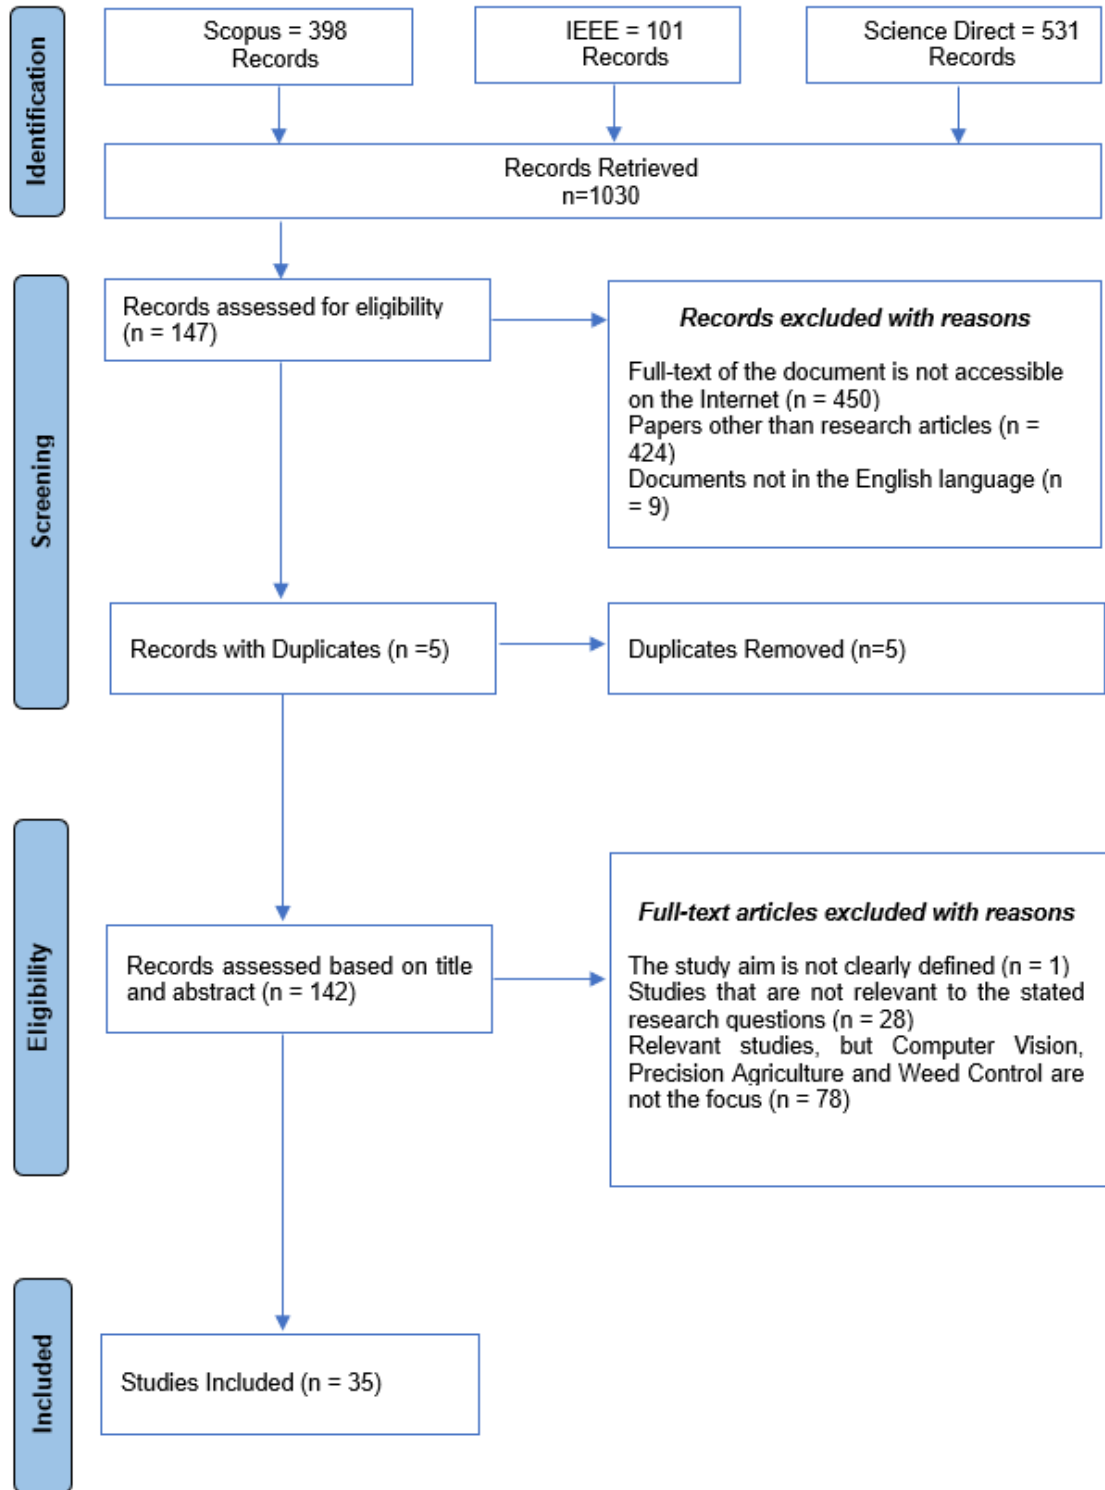 Identification
Scopus = 398
Records
IEEE = 101
Records
Science Direct = 531
Records
Records Retrieved
n=1030
Screening
Records assessed for eligibility
(n = 147)
Records excluded with reasons
Full-text of the document is not accessible
on the Internet (n = 450)
Papers other than research articles (n =
424)
Documents not in the English language (n
= 9)
Records with Duplicates (n =5)
Duplicates Removed (n=5)
Eligibility
Records assessed based on title
and abstract (n = 142)
Full-text articles excluded with reasons
The study aim is not clearly defined (n = 1)
Studies that are not relevant to the stated
research questions (n = 28)
Relevant studies, but Computer Vision,
Precision Agriculture and Weed Control are
not the focus (n = 78)
Included
Studies Included (n = 35)